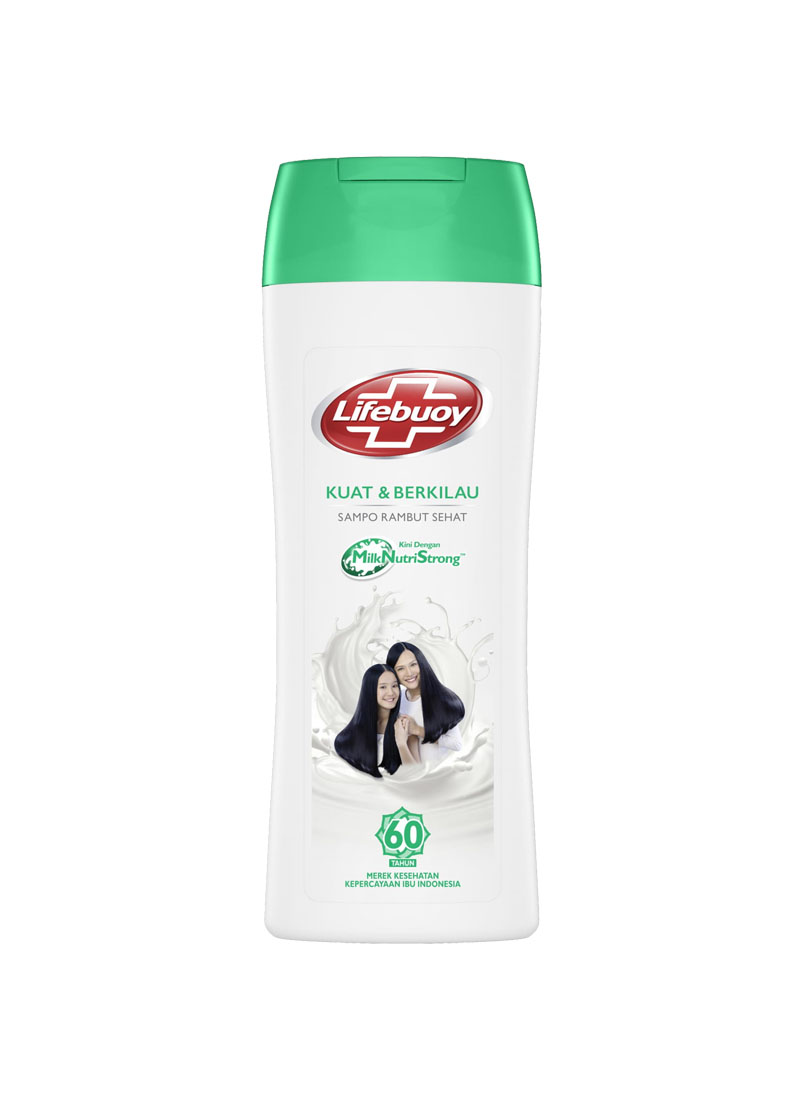 Lifebuoy
KUAT & BERKILAU
SAMPO RAMBUT SEHAT
Kini Dengan
MilkNutriStrong™
60
TAHUN
MEREK KESEHATAN
KEPERCAYAAN IBU INDONESIA